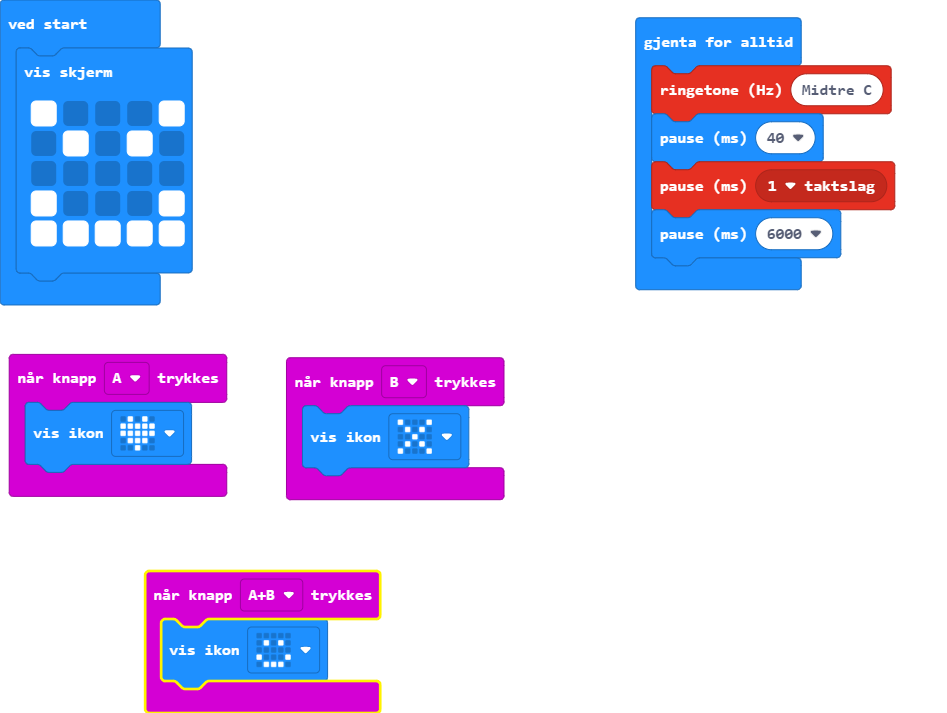 ved start
vis skjerm
gjenta for alltid
ringetone (Hz) Midtre C
pause (ms) 40
pause (ms) 1 taktslag
pause (ms) 6000
når knapp A trykkes
vis ikon
når knapp B trykkes
vis ikon
når knapp A+B trykkes
vis ikon